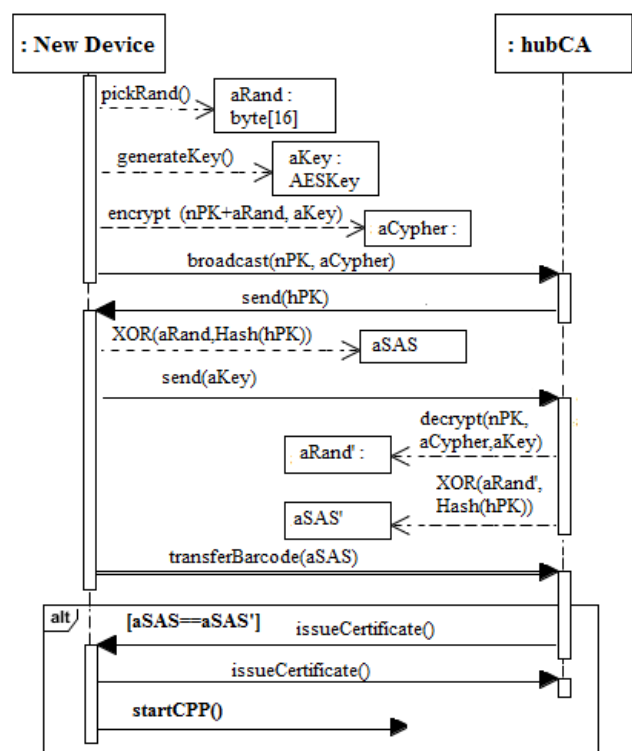 : New Device
: hubCA
pickRand()
aRand :
byte[16]
generateKey()
aKey :
AESKey
encrypt (nPK+aRand, aKey)
aCypher :
broadcast(nPK, aCypher)
send(hPK)
XOR(aRand,Hash(hPK))
aSAS
send(aKey)
decrypt(nPK,
aCypher,aKey)
aRand' :
XOR(aRand',
Hash(hPK))
aSAS'
transferBarcode(aSAS)
alt
[aSAS==aSAS']
issueCertificate()
issueCertificate()
startCPP()